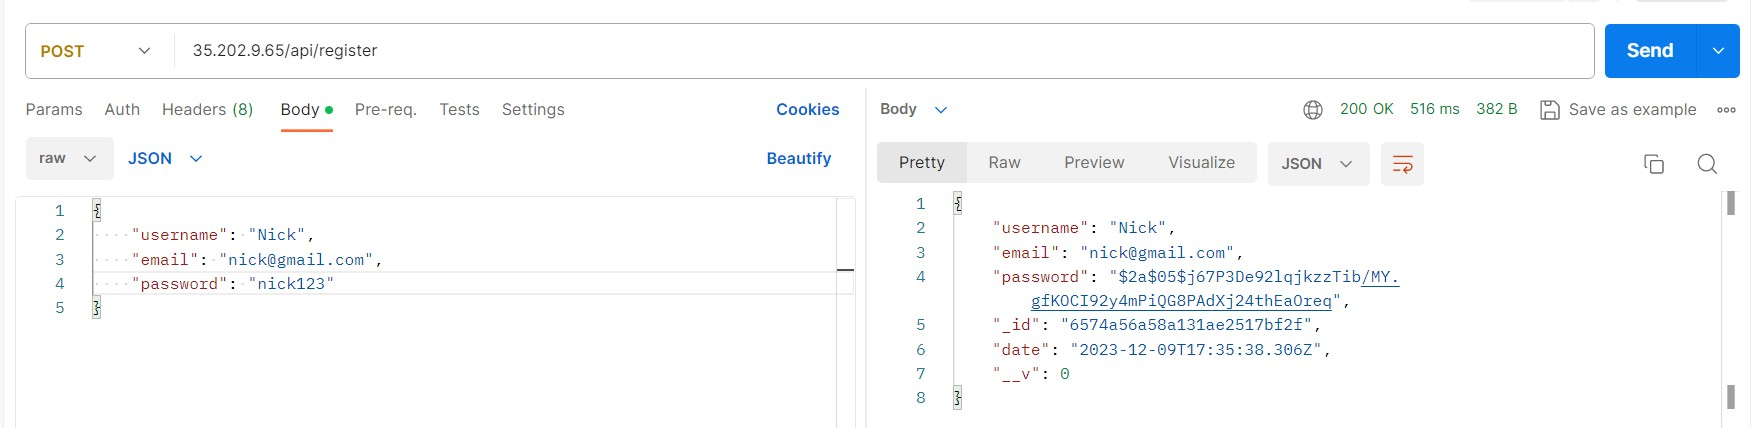 POST 35.202.9.65/api/register Send
Params Auth Headers (8) Body Pre-req. Tests Settings Cookies
raw JSON Beautify
1 {
2 "username": "Nick",
3 "email": "nick@gmail.com",
4 "password": "nick123"
5 }
Body 200 OK 516 ms 382 B Save as example
Pretty Raw Preview Visualize JSON
1 {
2 "username": "Nick",
3 "email": "nick@gmail.com",
4 "password": "$2a$05$j67P3De92lqjkzzTib/MY.
gfKOCI92y4mPiQG8PAdXj24thEaOreq",
5 "_id": "6574a56a58a131ae2517bf2f",
6 "date": "2023-12-09T17:35:38.306Z",
7 "__v": 0
8 }